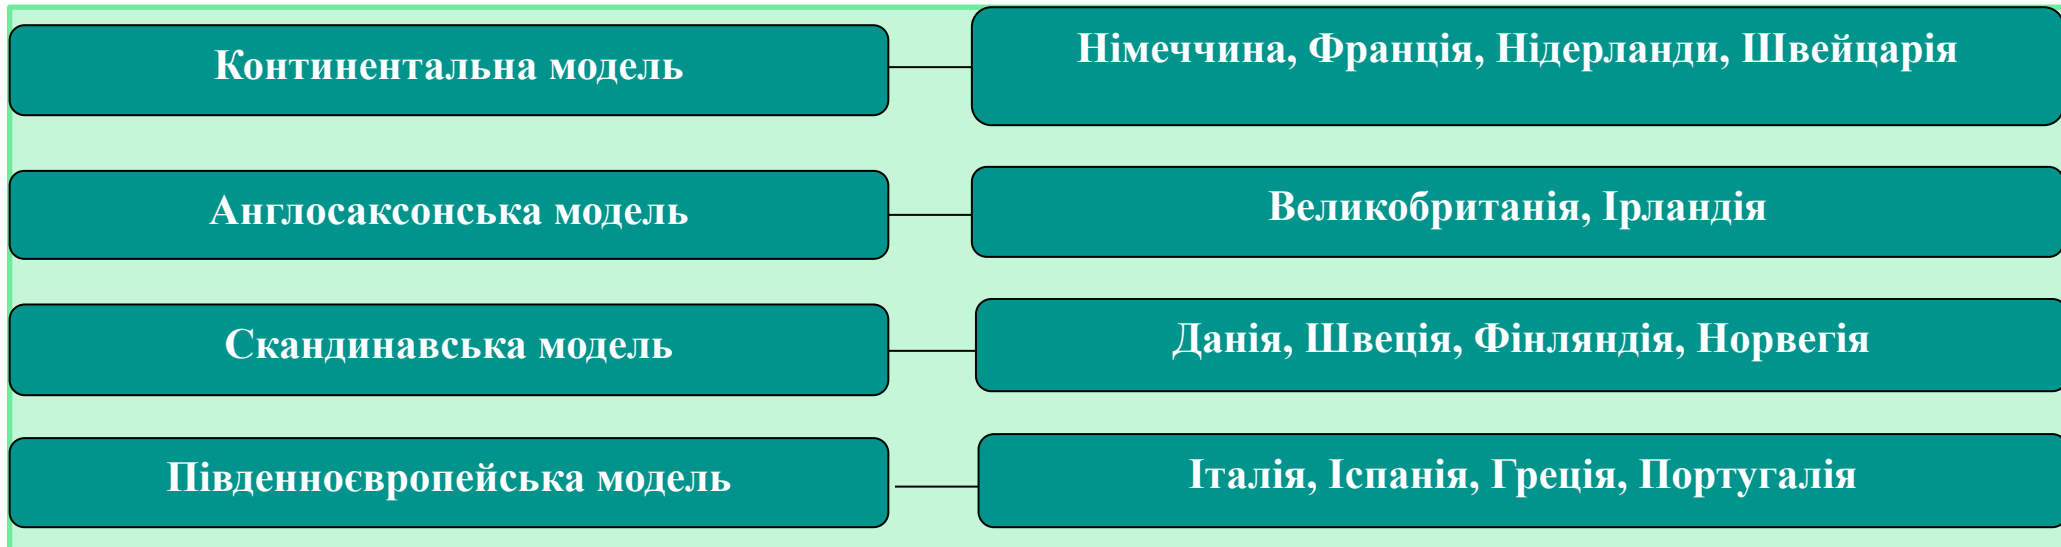 Континентальна модель
Німеччина, Франція, Нідерланди, Швейцарія
Англосаксонська модель
Великобританія, Ірландія
Скандинавська модель
Данія, Швеція, Фінляндія, Норвегія
Південноєвропейська модель
Італія, Іспанія, Греція, Португалія